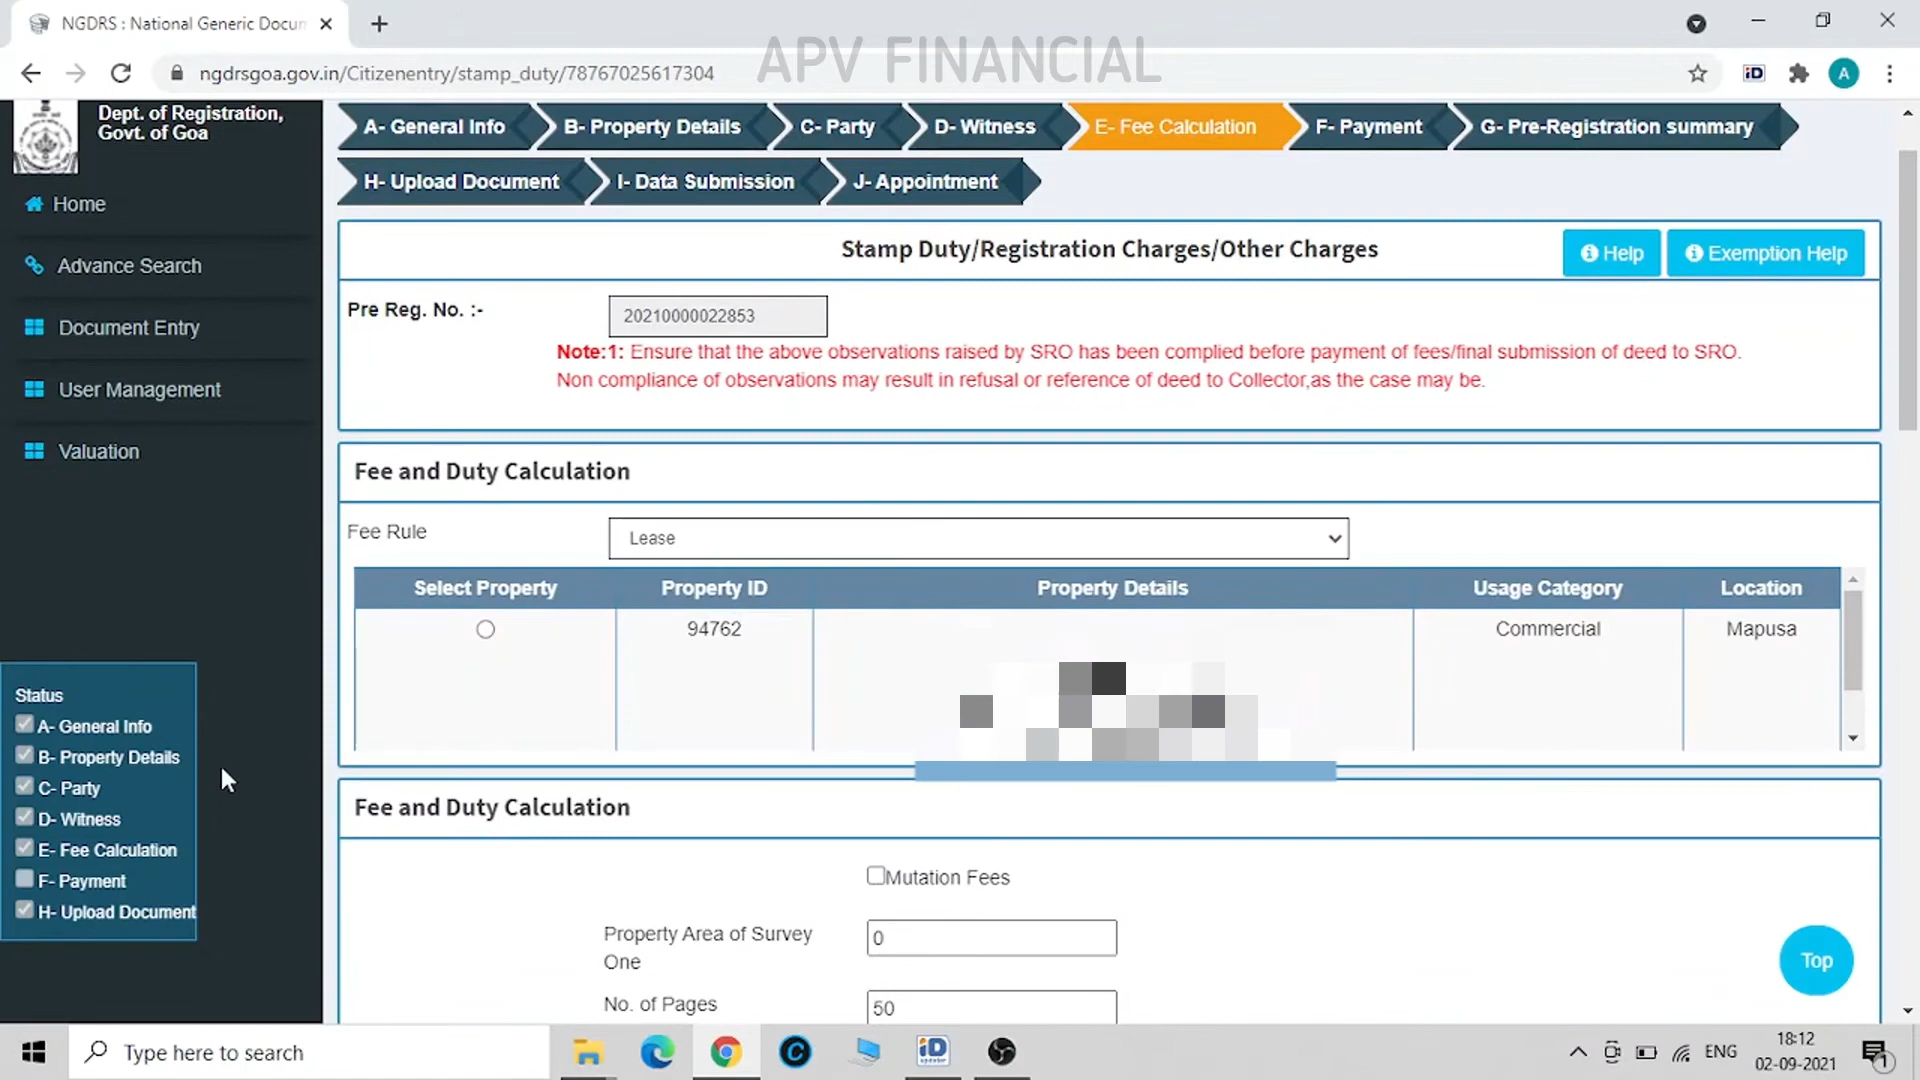 NGDRS : National Generic Docun
APV FINANCIAL
ngdrsgoa.gov.in/Citizenentry/stamp_duty/78767025617304
iD
A
Dept. of Registration,
Govt. of Goa
Home
Advance Search
Document Entry
User Management
Valuation
Status
A- General Info
B- Property Details
C- Party
D- Witness
E- Fee Calculation
F- Payment
H- Upload Document
A- General Info
B- Property Details
C- Party
D- Witness
E- Fee Calculation
F- Payment
G- Pre-Registration summary
H- Upload Document
I- Data Submission
J- Appointment
Stamp Duty/Registration Charges/Other Charges
Help
Exemption Help
Pre Reg. No. :-
20210000022853
Note:1: Ensure that the above observations raised by SRO has been complied before payment of fees/final submission of deed to SRO.
Non compliance of observations may result in refusal or reference of deed to Collector,as the case may be.
Fee and Duty Calculation
Fee Rule
Lease
Select Property Property ID Property Details Usage Category Location
94762 Commercial Mapusa
Fee and Duty Calculation
Mutation Fees
Property Area of Survey
One
0
No. of Pages
50
Top
Type here to search
iD
ENG
18:12
02-09-2021
1